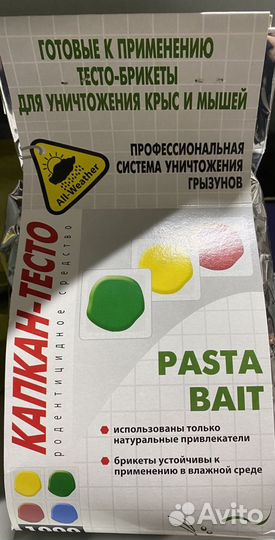 ГОТОВЫЕ К ПРИМЕНЕНИЮ
ТЕСТО-БРИКЕТЫ
ДЛЯ УНИЧТОЖЕНИЯ КРЫС И МЫШЕЙ
All-Weather
ПРОФЕССИОНАЛЬНАЯ
СИСТЕМА УНИЧТОЖЕНИЯ
ГРЫЗУНОВ
КАПКАН-ТЕСТО
родентицидное средство
PASTA
BAIT
использованы только
натуральные привлекатели
брикеты устойчивы к
применению в влажной среде
Avito